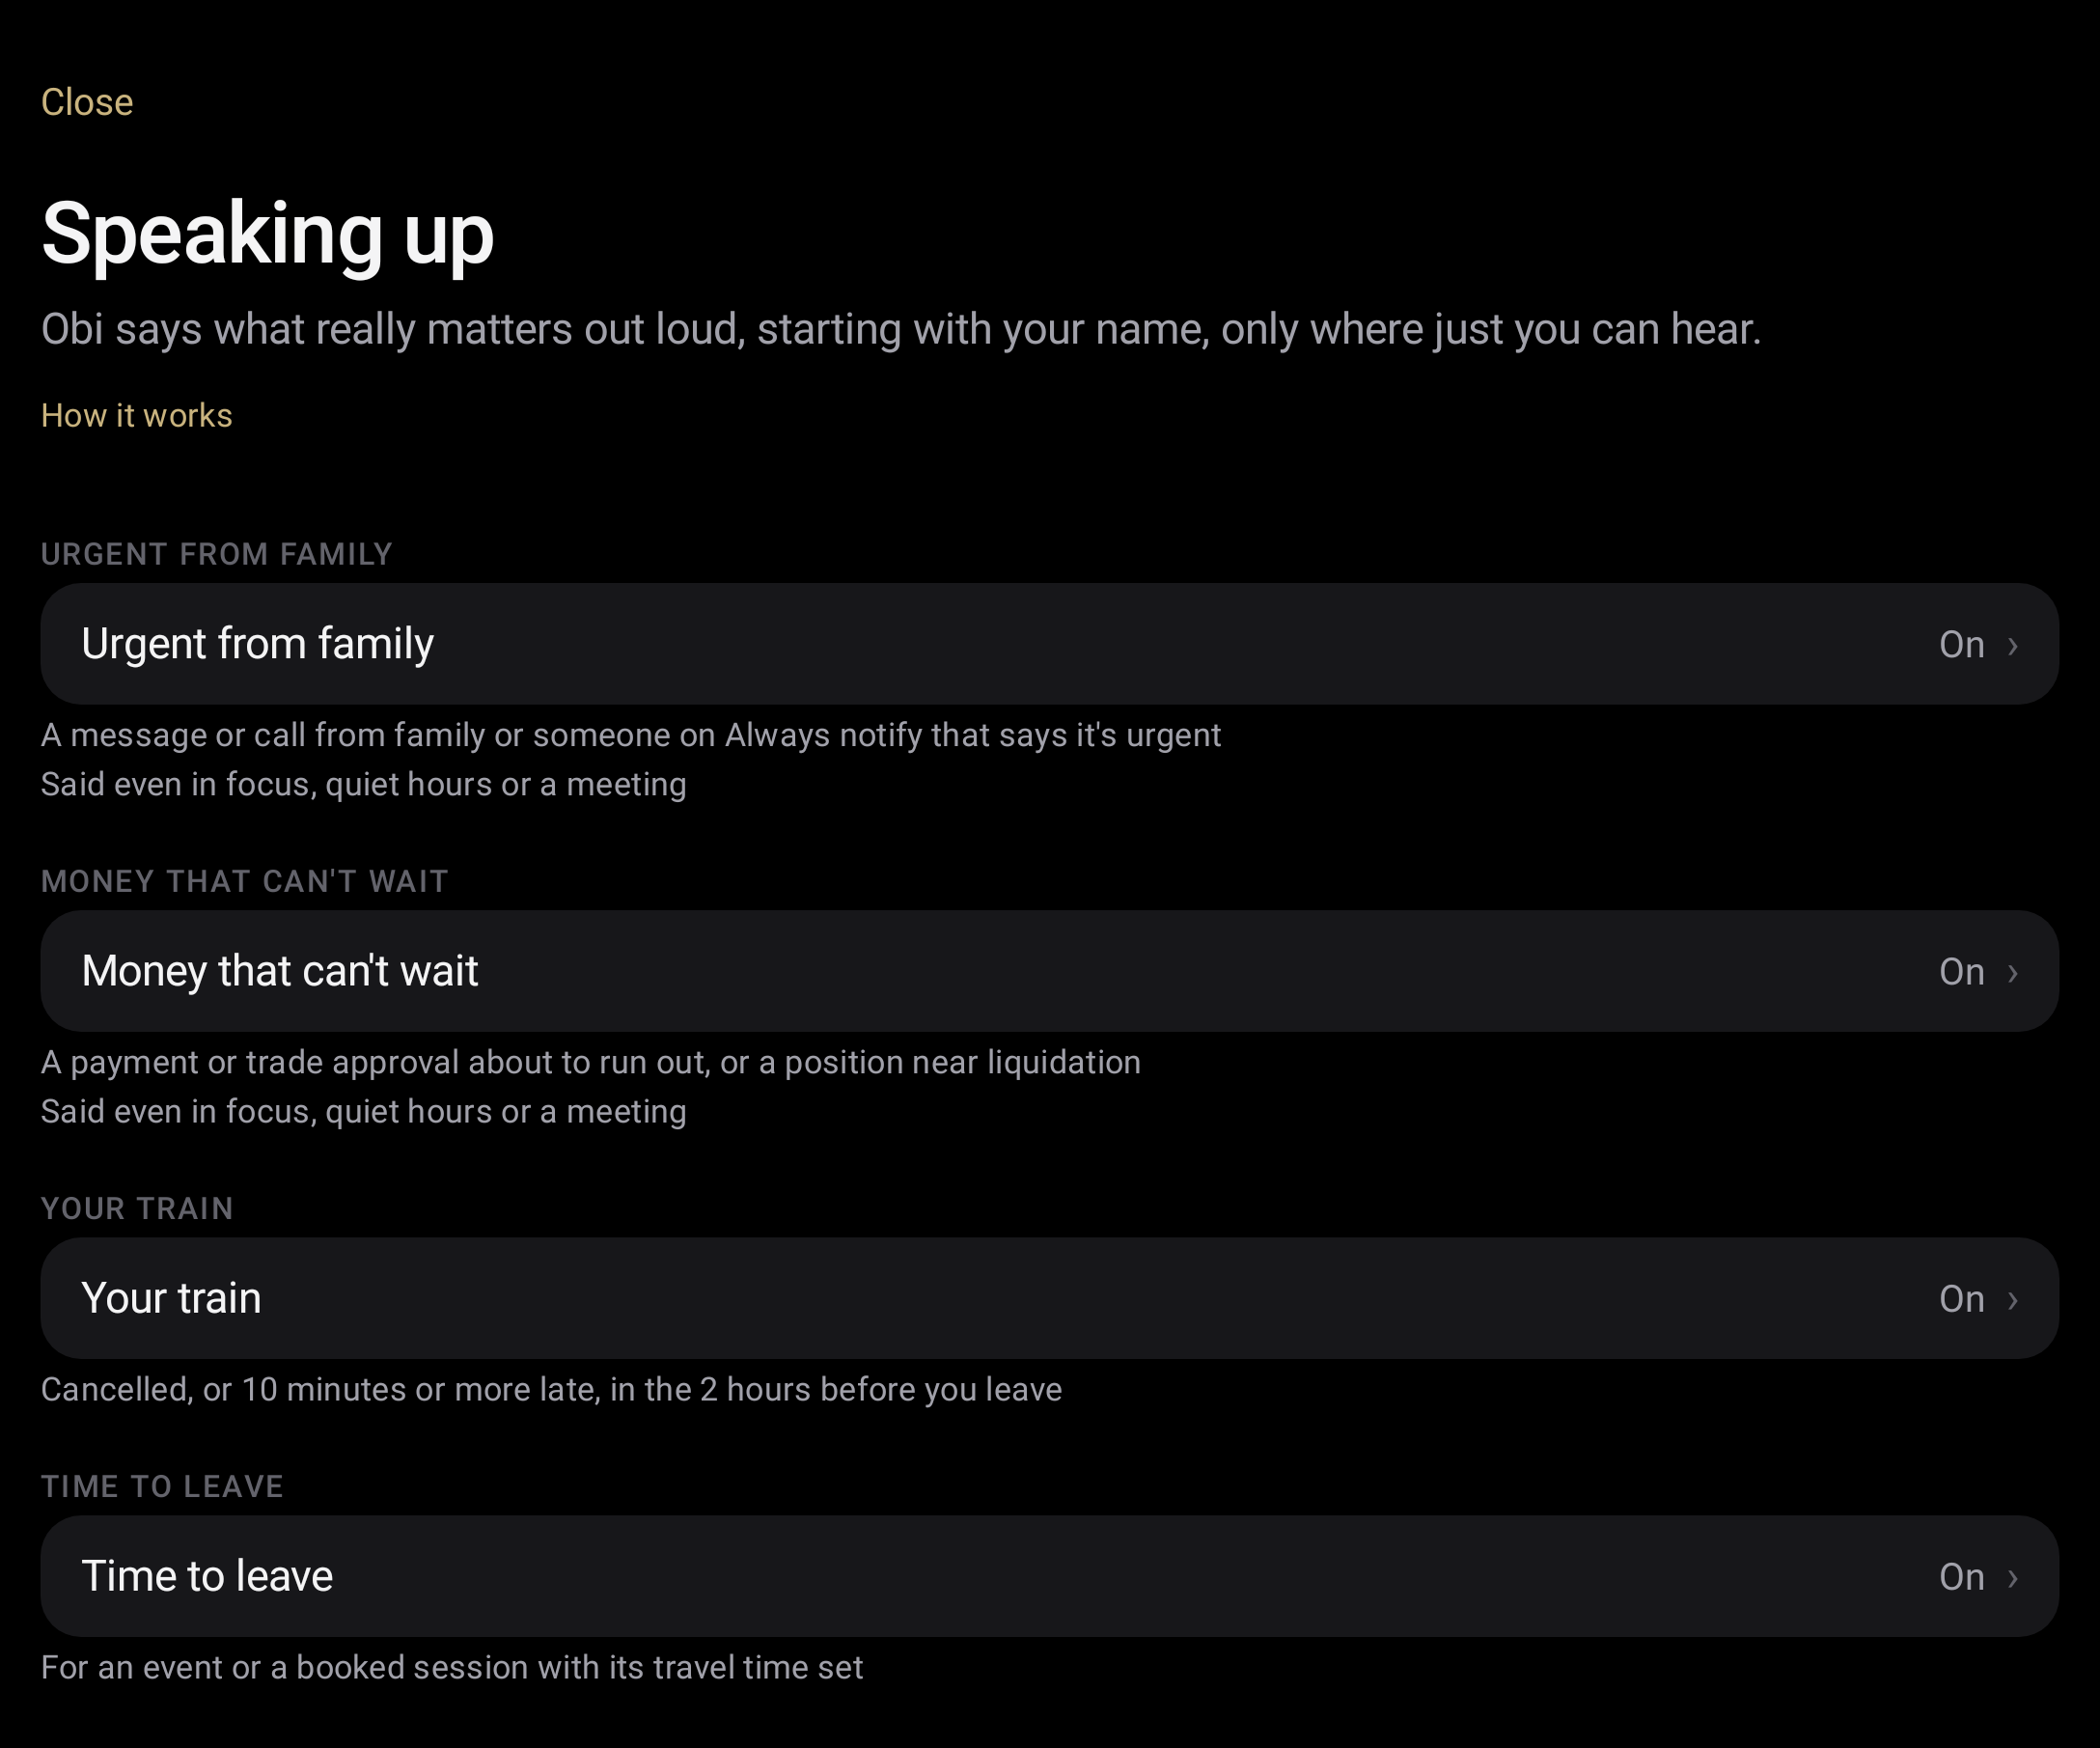 Close
Speaking up
Obi says what really matters out loud, starting with your name, only where just you can hear.
How it works
URGENT FROM FAMILY
Urgent from family On ›
A message or call from family or someone on Always notify that says it's urgent
Said even in focus, quiet hours or a meeting
MONEY THAT CAN'T WAIT
Money that can't wait On ›
A payment or trade approval about to run out, or a position near liquidation
Said even in focus, quiet hours or a meeting
YOUR TRAIN
Your train On ›
Cancelled, or 10 minutes or more late, in the 2 hours before you leave
TIME TO LEAVE
Time to leave On ›
For an event or a booked session with its travel time set